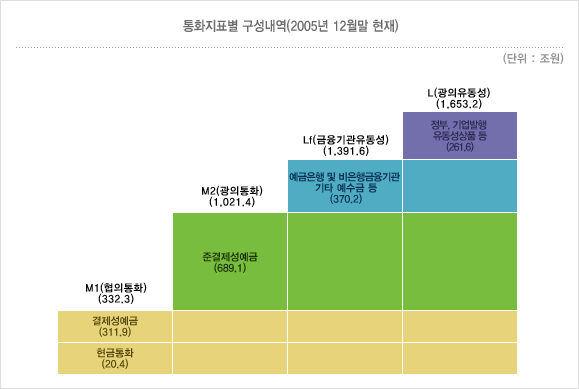 통화지표별 구성내역(2005년 12월말 현재)
(단위 : 조원)
L(광의유동성)
(1,653.2)
정부, 기업발행
유동성상품 등
(261.6)
Lf(금융기관유동성)
(1,391.6)
예금은행 및 비은행금융기관
기타 예수금 등
(370.2)
M2(광의통화)
(1,021.4)
준결제성예금
(689.1)
M1(협의통화)
(332.3)
결제성예금
(311.9)
현금통화
(20.4)